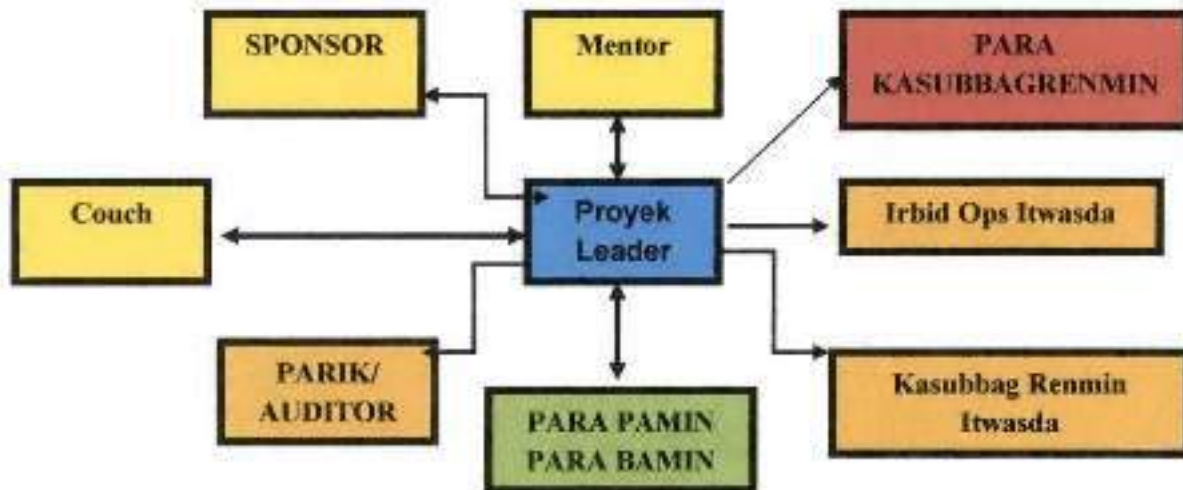 SPONSOR
Mentor
PARA
KASUBBAGRENMIN
Couch
Proyek
Leader
Irbid Ops Itwasda
PARIK/
AUDITOR
PARA PAMIN
PARA BAMIN
Kasubbag Renmin
Itwasda